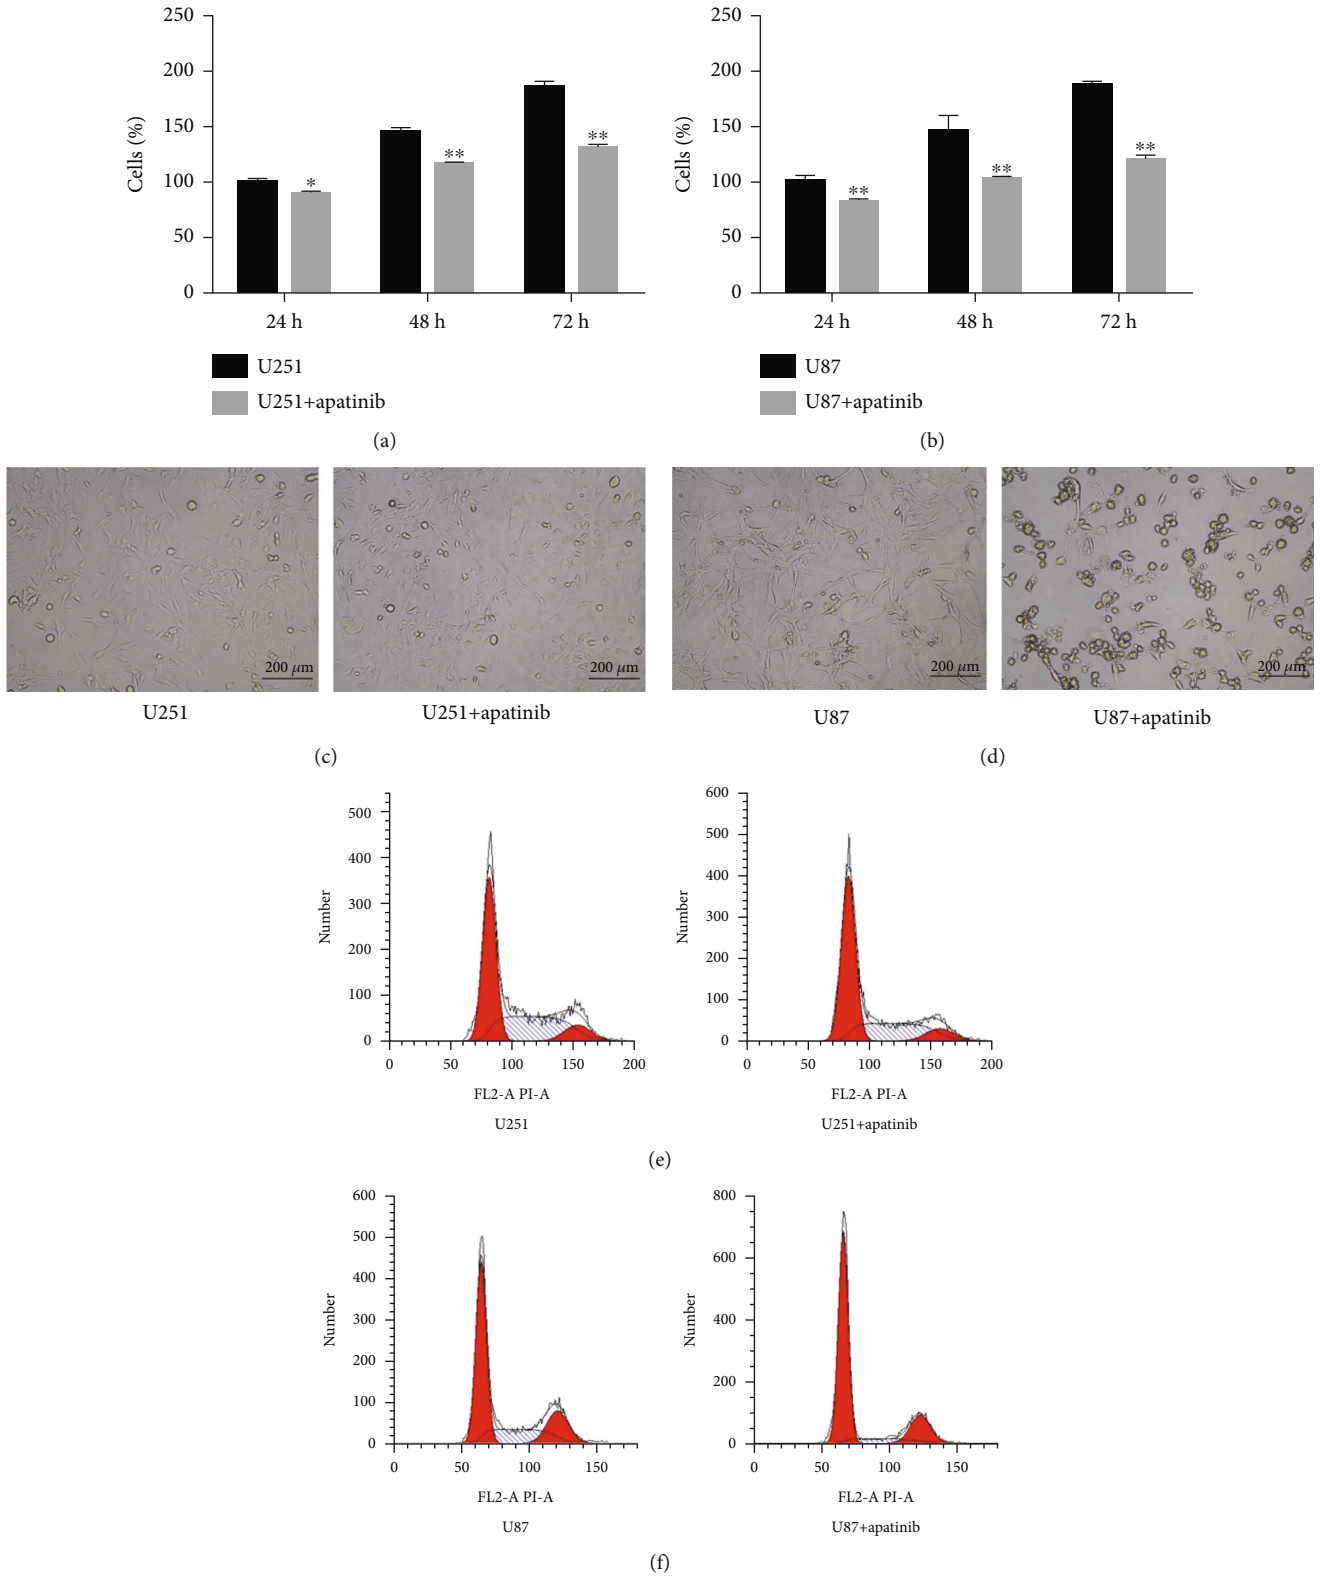 250 250
200 200
150 150
100 100
50 50
0 0
Cells (%) Cells (%)
* ** ** ** ** **
24 h 48 h 72 h 24 h 48 h 72 h
U251 U87
U251+apatinib U87+apatinib
(a) (b)
200 μm 200 μm 200 μm 200 μm
U251 U251+apatinib U87 U87+apatinib
(c) (d)
500 400 300 200 100 0
Number
0 50 100 150 200
FL2-A PI-A
U251
600 500 400 300 200 100 0
Number
0 50 100 150 200
FL2-A PI-A
U251+apatinib
(e)
600 500 400 300 200 100 0
Number
0 50 100 150
FL2-A PI-A
U87
800 600 400 200 0
Number
0 50 100 150
FL2-A PI-A
U87+apatinib
(f)